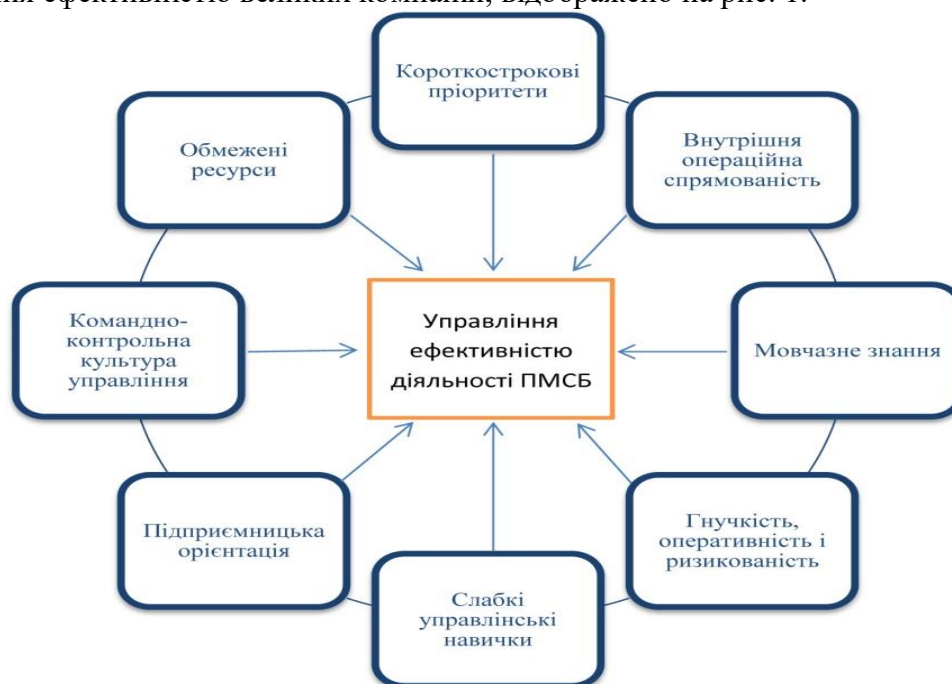 Короткострокові
пріоритети
Обмежені
ресурси
Внутрішня
операційна
спрямованість
Командно-
контрольна
культура
управління
Управління
ефективністю
діяльності ПМСБ
Мовчазне знання
Підприємницька
орієнтація
Гнучкість,
оперативність і
ризикованість
Слабкі
управлінські
навички